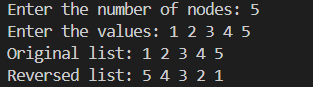 Enter the number of nodes: 5
Enter the values: 1 2 3 4 5
Original list: 1 2 3 4 5
Reversed list: 5 4 3 2 1